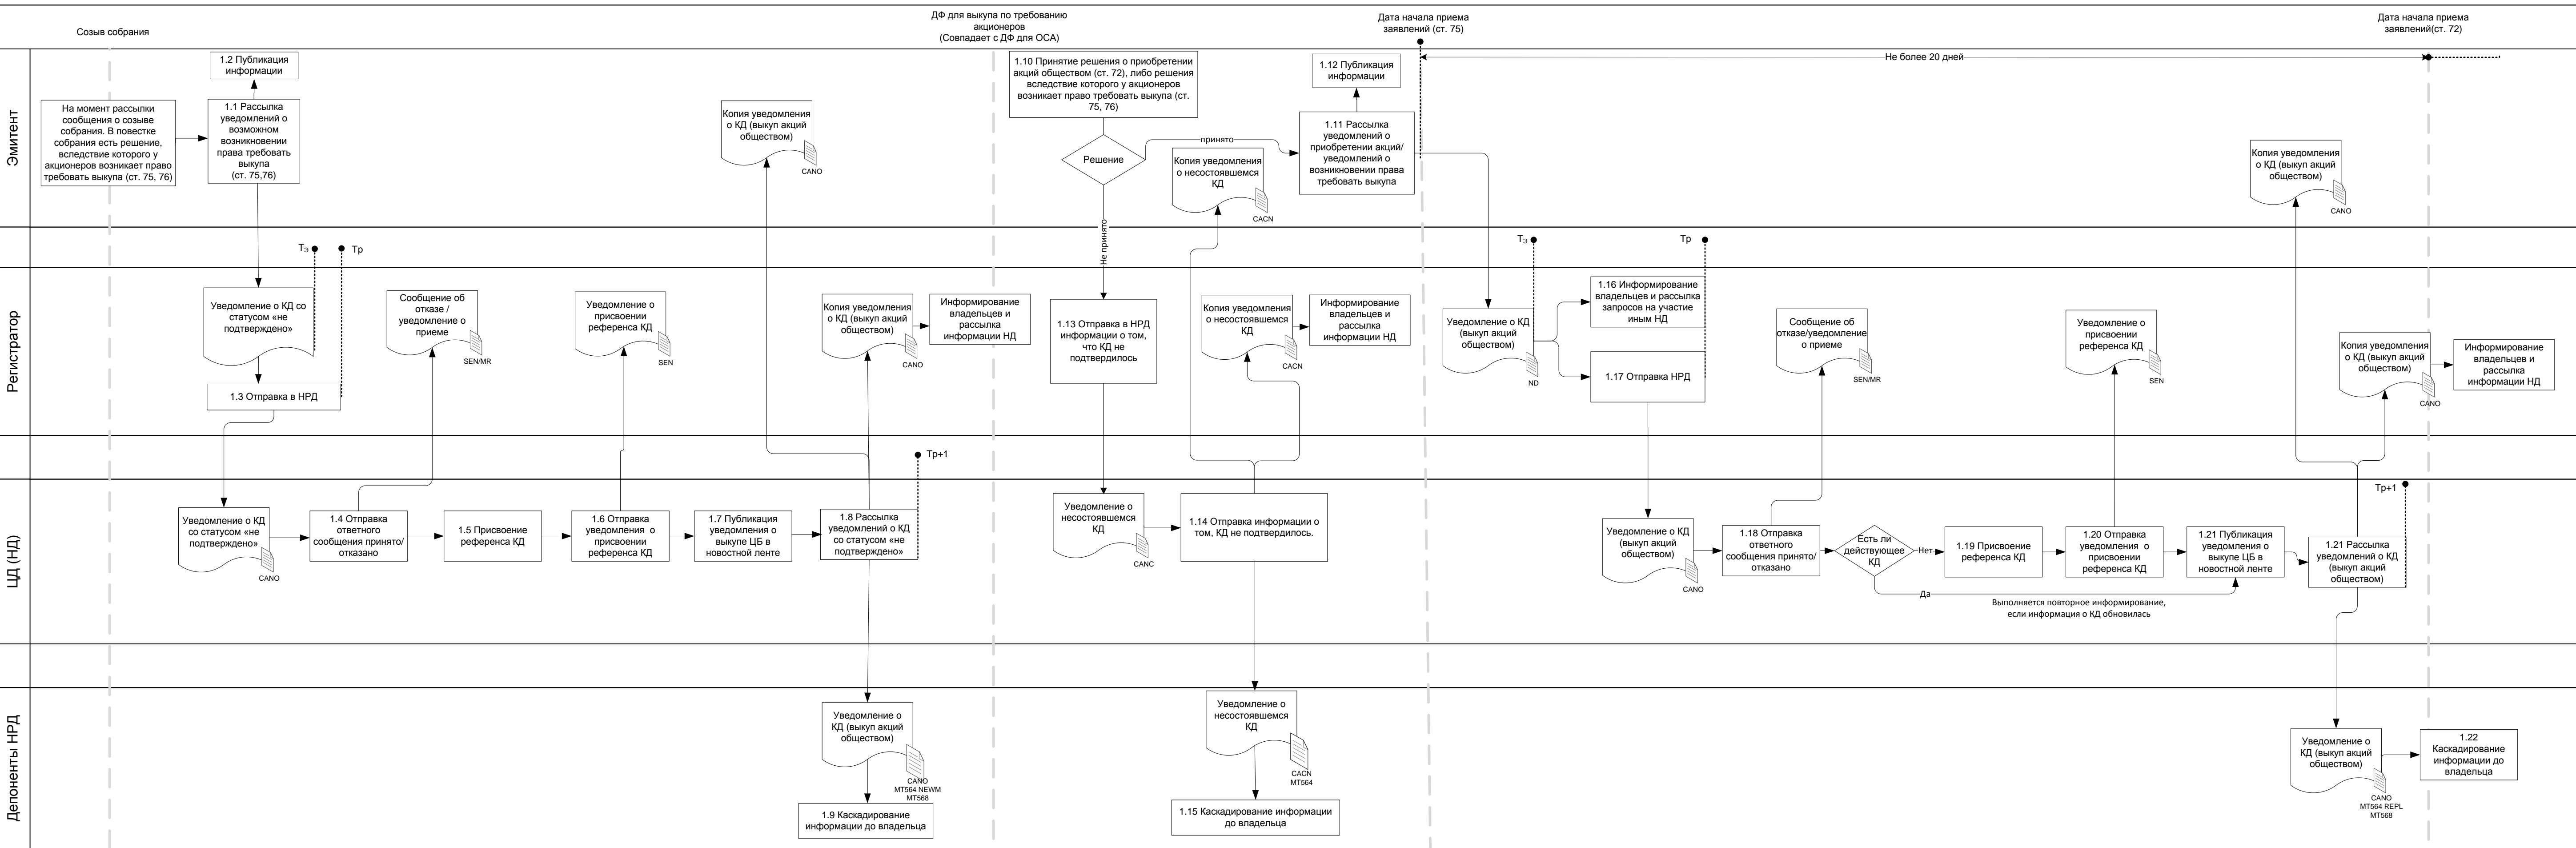 Созыв собрания
ДФ для выкупа по требованию
акционеров
(Совпадает с ДФ для ОСА)
Дата начала приема
заявлений (ст. 75)
Дата начала приема
заявлений(ст. 72)
Эмитент
На момент рассылки
сообщения о созыве
собрания. В повестке
собрания есть решение,
вследствие которого у
акционеров возникает право
требовать выкупа (ст. 75, 76)
1.2 Публикация
информации
1.1 Рассылка
уведомлений о
возможном
возникновении
права требовать
выкупа
(ст. 75,76)
Копия уведомления
о КД (выкуп акций
обществом)
CANO
1.10 Принятие решения о приобретении
акций обществом (ст. 72), либо решения
вследствие которого у акционеров
возникает право требовать выкупа (ст.
75, 76)
Решение
принято
Не принято
Копия уведомления
о несостоявшемся
КД
CACN
1.12 Публикация
информации
1.11 Рассылка
уведомлений о
приобретении акций/
уведомлений о
возникновении права
требовать выкупа
Не более 20 дней
Копия уведомления
о КД (выкуп акций
обществом)
CANO
Тэ
Тр
Тэ
Тр
Регистратор
Уведомление о КД со
статусом «не
подтверждено»
1.3 Отправка в НРД
Сообщение об
отказе /
уведомление о
приеме
SEN/MR
Уведомление о
присвоении
референса КД
SEN
Копия уведомления
о КД (выкуп акций
обществом)
CANO
Информирование
владельцев и
рассылка
информации НД
1.13 Отправка в НРД
информации о том,
что КД не
подтвердилось
Копия уведомления
о несостоявшемся
КД
CACN
Информирование
владельцев и
рассылка
информации НД
Уведомление о КД
(выкуп акций
обществом)
ND
1.16 Информирование
владельцев и рассылка
запросов на участие
иным НД
1.17 Отправка НРД
Сообщение об
отказе/уведомление
о приеме
SEN/MR
Уведомление о
присвоении
референса КД
SEN
Копия уведомления
о КД (выкуп акций
обществом)
CANO
Информирование
владельцев и
рассылка
информации НД
Тр+1
Тр+1
ЦД (НД)
Уведомление о КД
со статусом «не
подтверждено»
CANO
1.4 Отправка
ответного
сообщения принято/
отказано
1.5 Присвоение
референса КД
1.6 Отправка
уведомления о
присвоении
референса КД
1.7 Публикация
уведомления о
выкупе ЦБ в
новостной ленте
1.8 Рассылка
уведомлений о КД
со статусом «не
подтверждено»
Уведомление о
несостоявшемся
КД
CANC
1.14 Отправка информации о
том, КД не подтвердилось.
Уведомление о КД
(выкуп акций
обществом)
CANO
1.18 Отправка
ответного
сообщения принято/
отказано
Есть ли
действующее
КД
Нет
Да
1.19 Присвоение
референса КД
1.20 Отправка
уведомления о
присвоении
референса КД
1.21 Публикация
уведомления о
выкупе ЦБ в
новостной ленте
1.21 Рассылка
уведомлений о КД
(выкуп акций
обществом)
Выполняется повторное информирование,
если информация о КД обновилась
Депоненты НРД
Уведомление о
КД (выкуп акций
обществом)
CANO
MT564 NEWM
MT568
1.9 Каскадирование
информации до владельца
Уведомление о
несостоявшемся
КД
CACN
MT564
1.15 Каскадирование информации
до владельца
Уведомление о
КД (выкуп акций
обществом)
CANO
MT564 REPL
MT568
1.22
Каскадирование
информации до
владельца